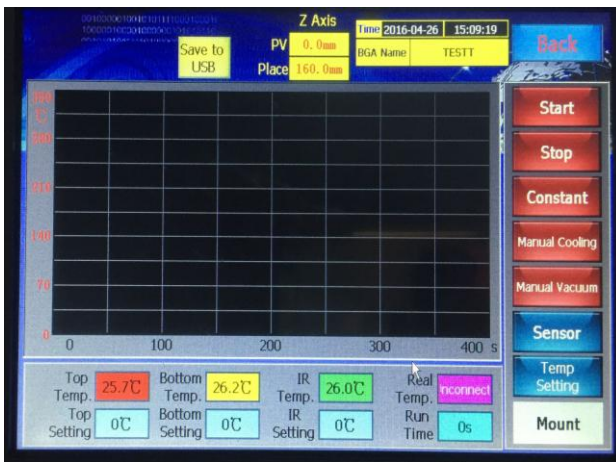 Z Axis
Save to
USB
PV 0.0mm
Place 160.0mm
Time 2016-04-26 15:09:19
BGA Name TESTT
Back
℃
210
140
70
0
0 100 200 300 400 s
Start
Stop
Constant
Manual Cooling
Manual Vacuum
Sensor
Temp
Setting
Mount
Top
Temp. 25.7℃
Bottom
Temp. 26.2℃
IR
Temp. 26.0℃
Real
Temp. nconnect
Top
Setting 0℃
Bottom
Setting 0℃
IR
Setting 0℃
Run
Time 0s